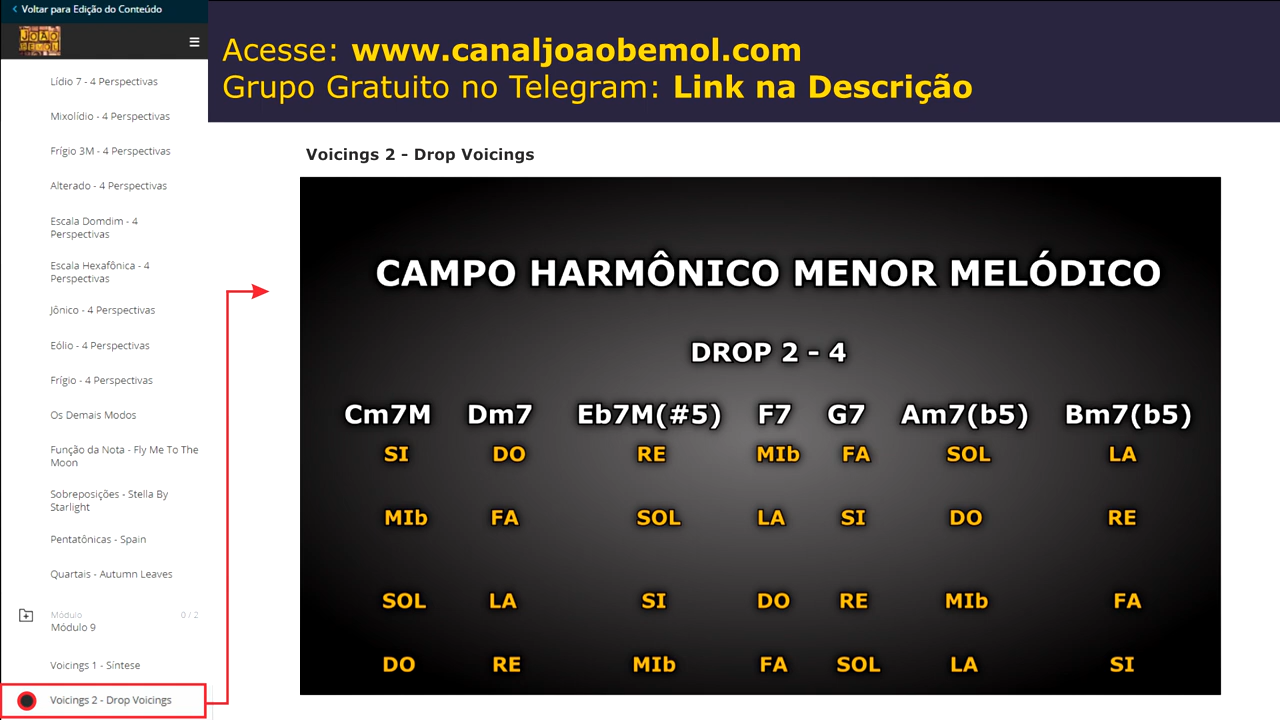 Voltar para Edição do Conteúdo
JOÃO
BEMOL
Acesse: www.canaljoaobemol.com
Grupo Gratuito no Telegram: Link na Descrição
Lídio 7 - 4 Perspectivas
Mixolídio - 4 Perspectivas
Frígio 3M - 4 Perspectivas
Alterado - 4 Perspectivas
Escala Domdim - 4
Perspectivas
Escala Hexafônica - 4
Perspectivas
Jônico - 4 Perspectivas
Eólio - 4 Perspectivas
Frígio - 4 Perspectivas
Os Demais Modos
Função da Nota - Fly Me To The
Moon
Sobreposições - Stella By
Starlight
Pentatônicas - Spain
Quartais - Autumn Leaves
Módulo 0 / 2
Módulo 9
Voicings 1 - Síntese
Voicings 2 - Drop Voicings
Voicings 2 - Drop Voicings
CAMPO HARMÔNICO MENOR MELÓDICO
DROP 2 - 4
Cm7M Dm7 Eb7M(#5) F7 G7 Am7(b5) Bm7(b5)
SI DO RE MIb FA SOL LA
MIb FA SOL LA SI DO RE
SOL LA SI DO RE MIb FA
DO RE MIb FA SOL LA SI